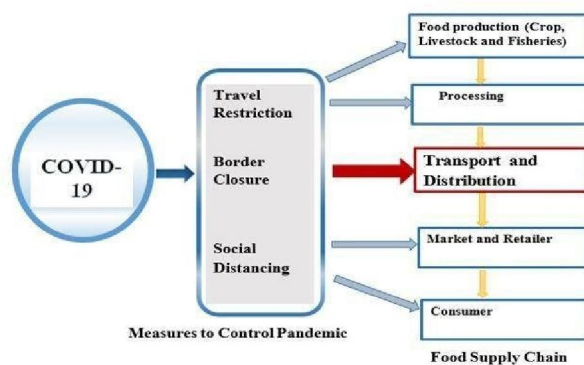 COVID-
19
Travel
Restriction
Border
Closure
Social
Distancing
Measures to Control Pandemic
Food production (Crop,
Livestock and Fisheries)
Processing
Transport and
Distribution
Market and Retailer
Consumer
Food Supply Chain